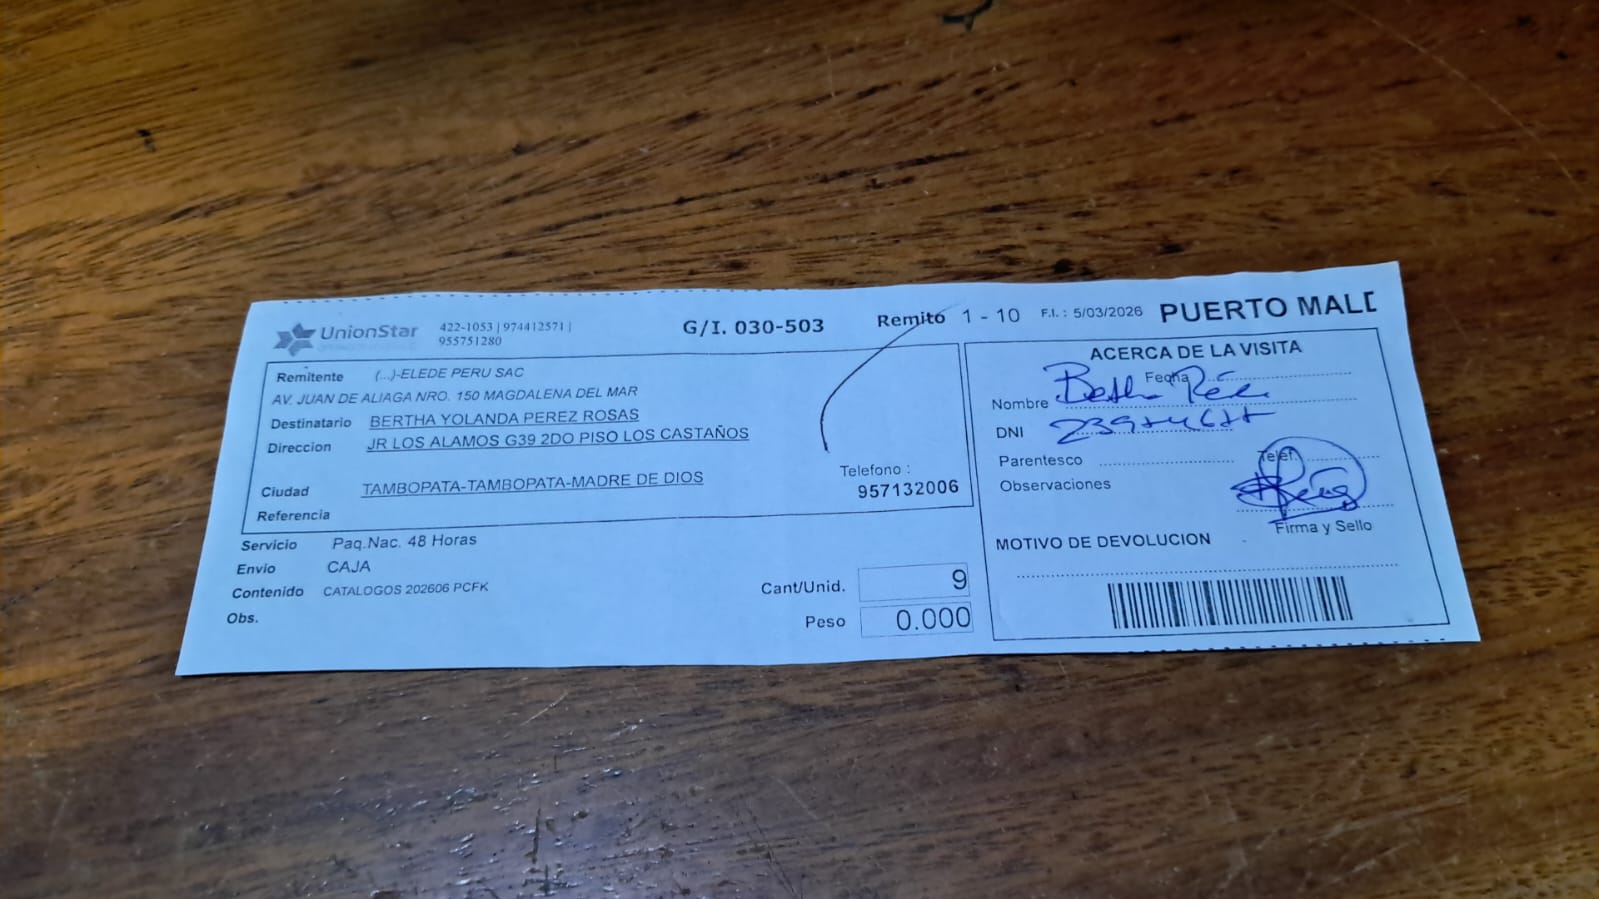 UnionStar
422-1053 | 974412571 |
955751280
G/I. 030-503
Remito 1 - 10
F.I. : 5/03/2026
PUERTO MALD
Remitente (...)-ELEDE PERU SAC
AV. JUAN DE ALIAGA NRO. 150 MAGDALENA DEL MAR
Destinatario BERTHA YOLANDA PEREZ ROSAS
Direccion JR LOS ALAMOS G39 2DO PISO LOS CASTAÑOS
Telefono :
957132006
Ciudad TAMBOPATA-TAMBOPATA-MADRE DE DIOS
Referencia
Servicio Paq.Nac. 48 Horas
Envio CAJA
Contenido CATALOGOS 202606 PCFK
Obs.
Cant/Unid. 9
Peso 0.000
ACERCA DE LA VISITA
Fecha
Nombre Bertha Pérez
DNI
Parentesco Telef.
Observaciones
Firma y Sello
MOTIVO DE DEVOLUCION